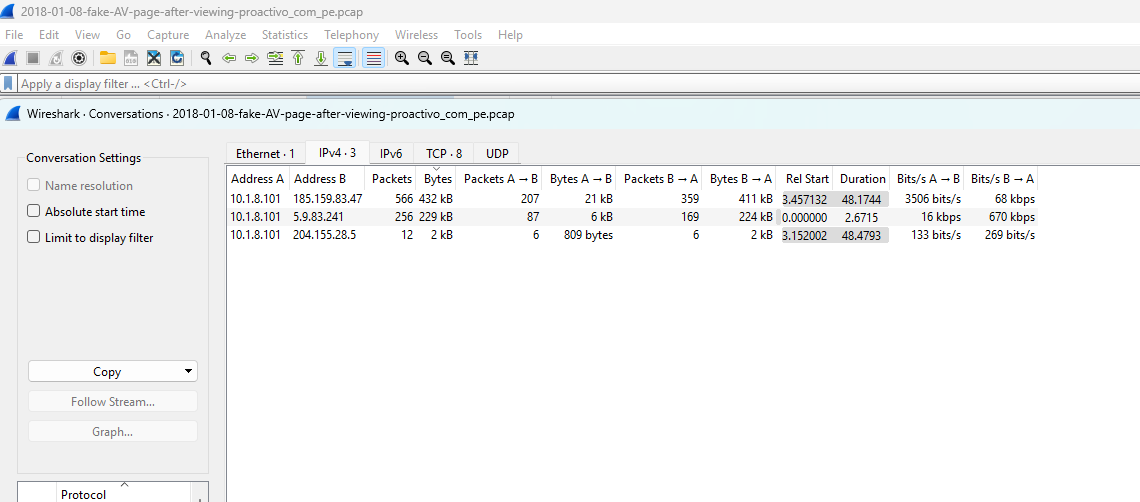 2018-01-08-fake-AV-page-after-viewing-proactivo_com_pe.pcap
File Edit View Go Capture Analyze Statistics Telephony Wireless Tools Help
Apply a display filter ... <Ctrl-/>
Wireshark · Conversations · 2018-01-08-fake-AV-page-after-viewing-proactivo_com_pe.pcap
Conversation Settings
Name resolution
Absolute start time
Limit to display filter
Copy
Follow Stream...
Graph...
Protocol
Ethernet · 1 IPv4 · 3 IPv6 TCP · 8 UDP
Address A Address B Packets Bytes Packets A → B Bytes A → B Packets B → A Bytes B → A Rel Start Duration Bits/s A → B Bits/s B → A
10.1.8.101 185.159.83.47 566 432 kB 207 21 kB 359 411 kB 3.457132 48.1744 3506 bits/s 68 kbps
10.1.8.101 5.9.83.241 256 229 kB 87 6 kB 169 224 kB 0.000000 2.6715 16 kbps 670 kbps
10.1.8.101 204.155.28.5 12 2 kB 6 809 bytes 6 2 kB 3.152002 48.4793 133 bits/s 269 bits/s